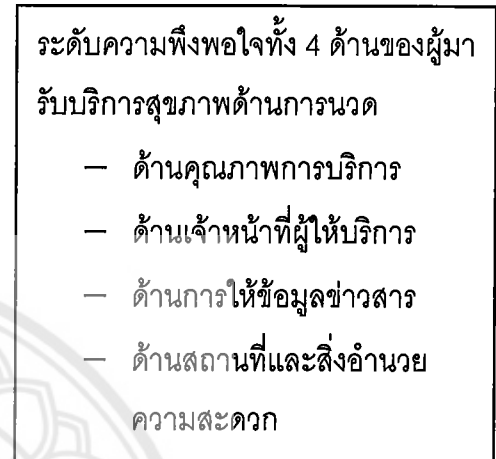 ระดับความพึงพอใจทั้ง 4 ด้านของผู้มา
รับบริการสุขภาพด้านการนวด
— ด้านคุณภาพการบริการ
— ด้านเจ้าหน้าที่ผู้ให้บริการ
— ด้านการให้ข้อมูลข่าวสาร
— ด้านสถานที่และสิ่งอำนวย
ความสะดวก